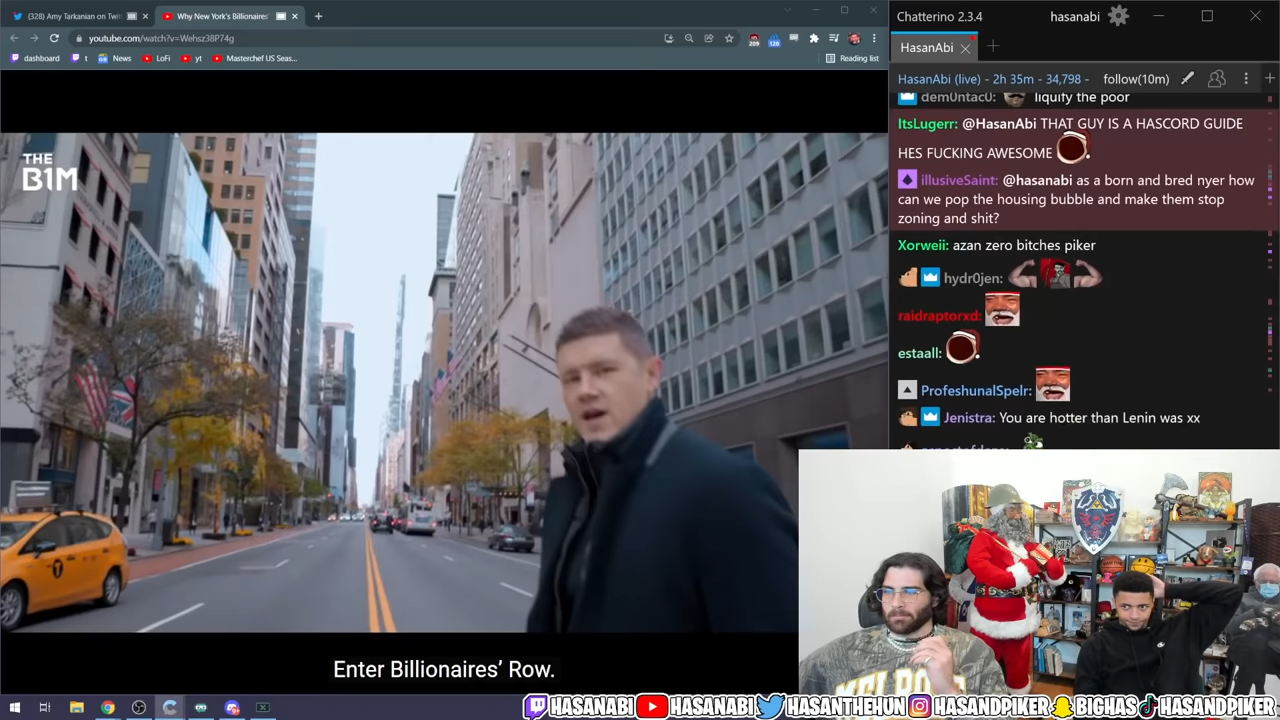 (328) Amy Tarkanian on Twit
Why New York's Billionaires'
youtube.com/watch?v=Wehsz38P74g
dashboard
t
News
LoFi
yt
Masterchef US Seas...
Reading list
THE
B1M
Enter Billionaires' Row.
Chatterino 2.3.4
hasanabi
HasanAbi
HasanAbi (live) - 2h 35m - 34,798 -
follow(10m)
dem0ntac0: liquify the poor
ItsLugerr: @HasanAbi THAT GUY IS A HASCORD GUIDE
HES FUCKING AWESOME
illusiveSaint: @hasanabi as a born and bred nyer how
can we pop the housing bubble and make them stop
zoning and shit?
Xorweii: azan zero bitches piker
hydr0jen:
raidraptorxd:
estaall:
ProfeshunalSpelr:
Jenistra: You are hotter than Lenin was xx
HASANABI
HASANABI
HASANTHEHUN
HASANDPIKER
BIGHAS
HASANDPIKER